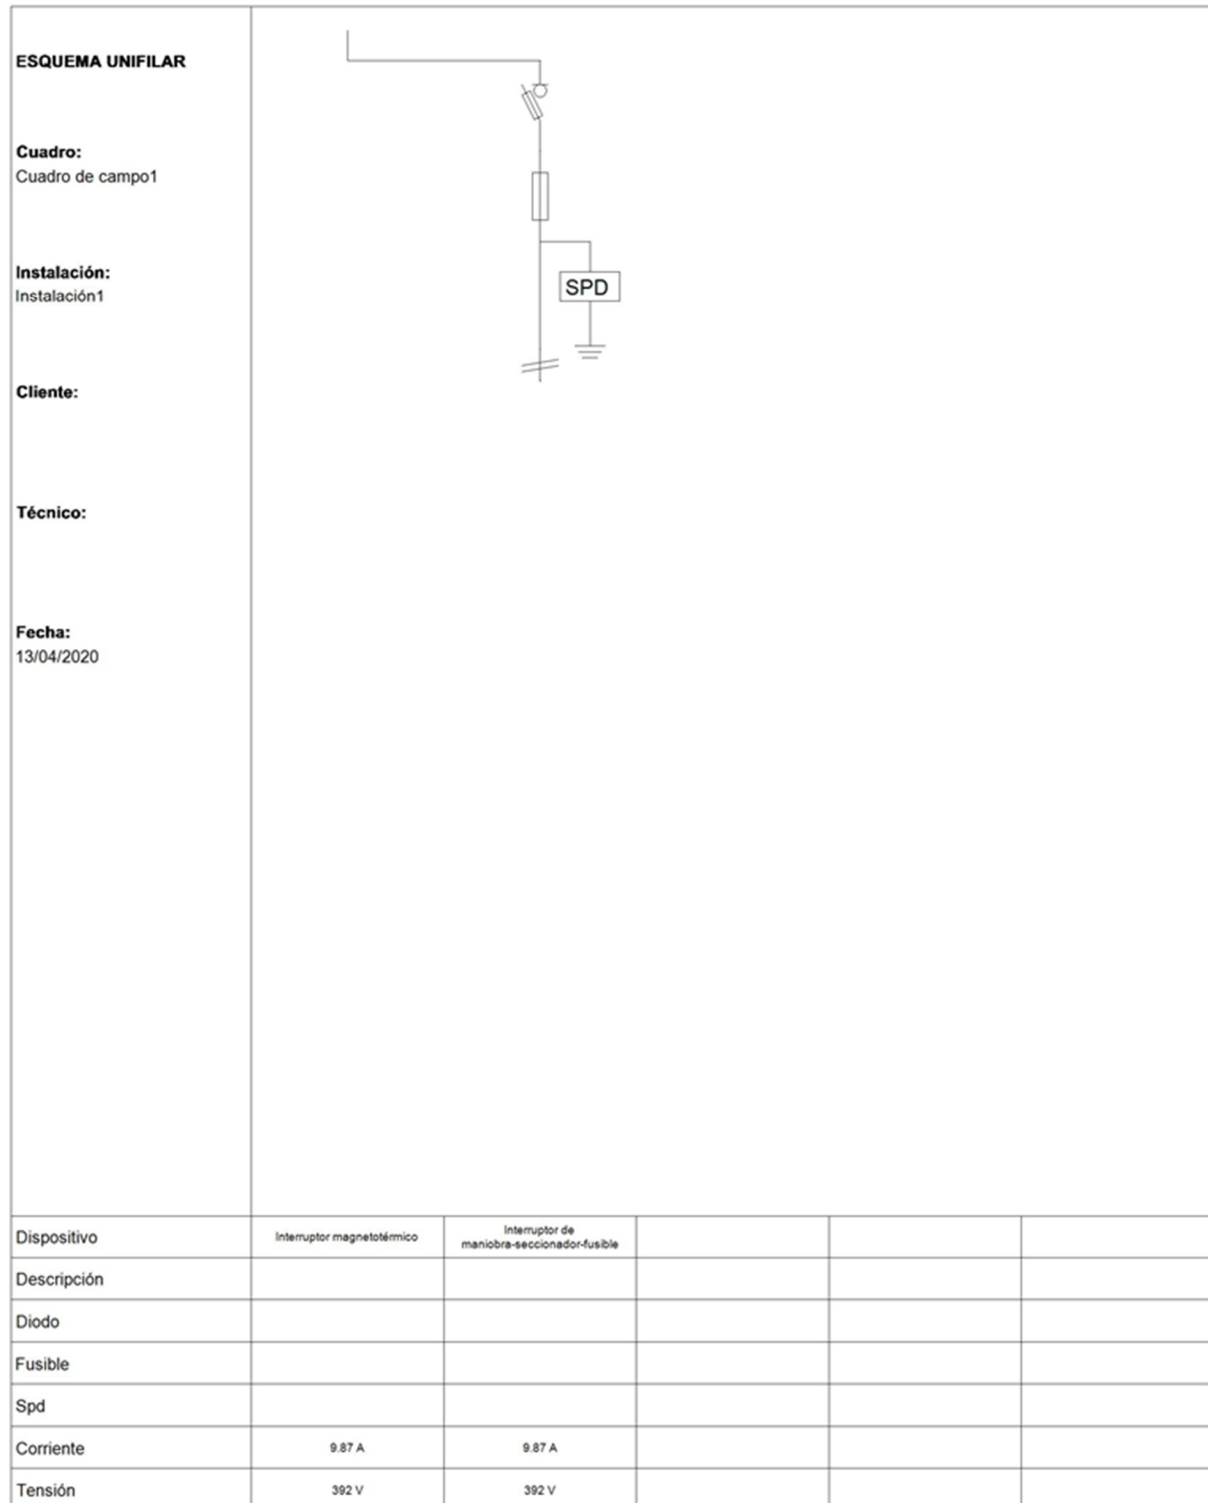 ESQUEMA UNIFILAR
Cuadro:
Cuadro de campo1
Instalación:
Instalación1
Cliente:
Técnico:
Fecha:
13/04/2020
SPD
Dispositivo Interruptor magnetotérmico Interruptor de
maniobra-seccionador-fusible
Descripción
Diodo
Fusible
Spd
Corriente 9.87 A 9.87 A
Tensión 392 V 392 V